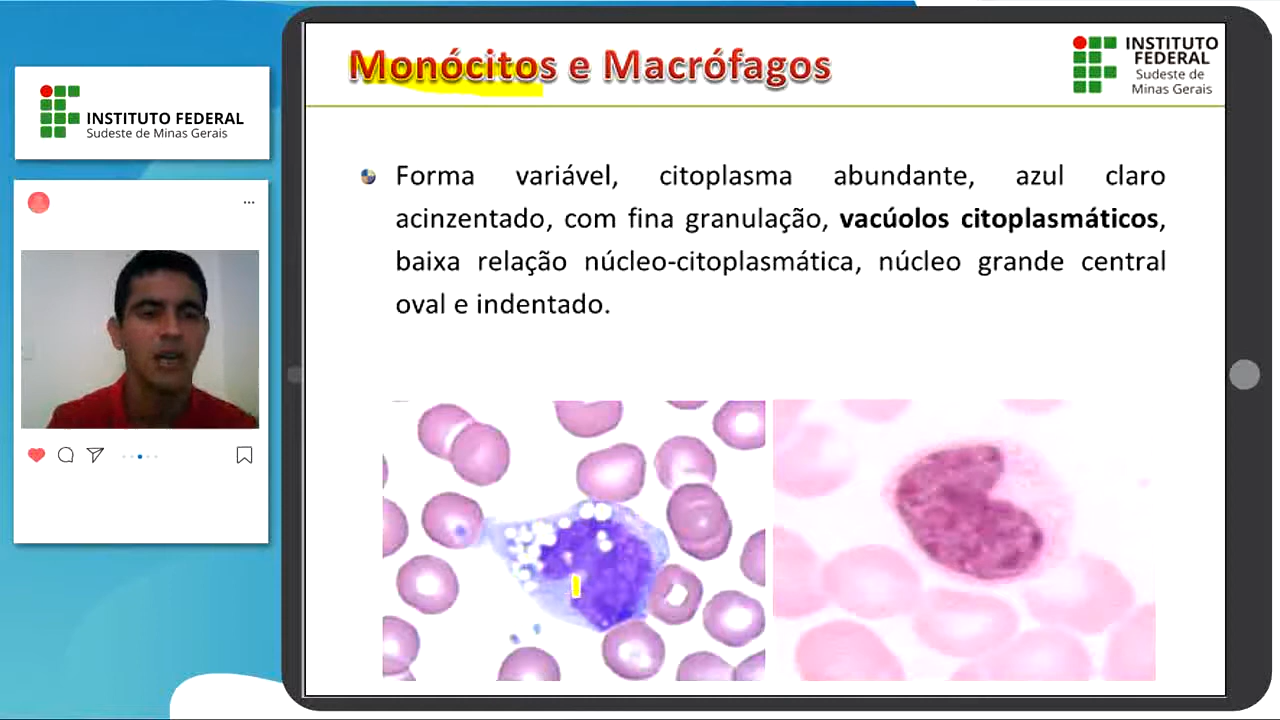 INSTITUTO FEDERAL
Sudeste de Minas Gerais
Monócitos e Macrófagos
INSTITUTO
FEDERAL
Sudeste de
Minas Gerais
Forma variável, citoplasma abundante, azul claro
acinzentado, com fina granulação, vacúolos citoplasmáticos,
baixa relação núcleo-citoplasmática, núcleo grande central
oval e indentado.